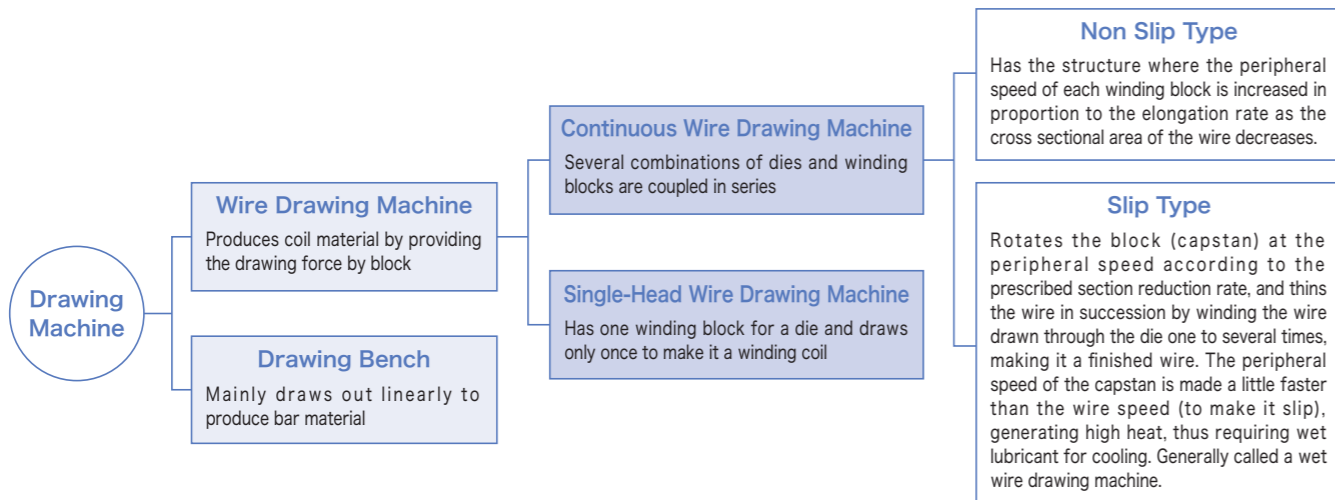 Drawing
Machine
Wire Drawing Machine
Produces coil material by providing
the drawing force by block
Drawing Bench
Mainly draws out linearly to
produce bar material
Continuous Wire Drawing Machine
Several combinations of dies and winding
blocks are coupled in series
Single-Head Wire Drawing Machine
Has one winding block for a die and draws
only once to make it a winding coil
Non Slip Type
Has the structure where the peripheral
speed of each winding block is increased in
proportion to the elongation rate as the
cross sectional area of the wire decreases.
Slip Type
Rotates the block (capstan) at the
peripheral speed according to the
prescribed section reduction rate, and thins
the wire in succession by winding the wire
drawn through the die one to several times,
making it a finished wire. The peripheral
speed of the capstan is made a little faster
than the wire speed (to make it slip),
generating high heat, thus requiring wet
lubricant for cooling. Generally called a wet
wire drawing machine.